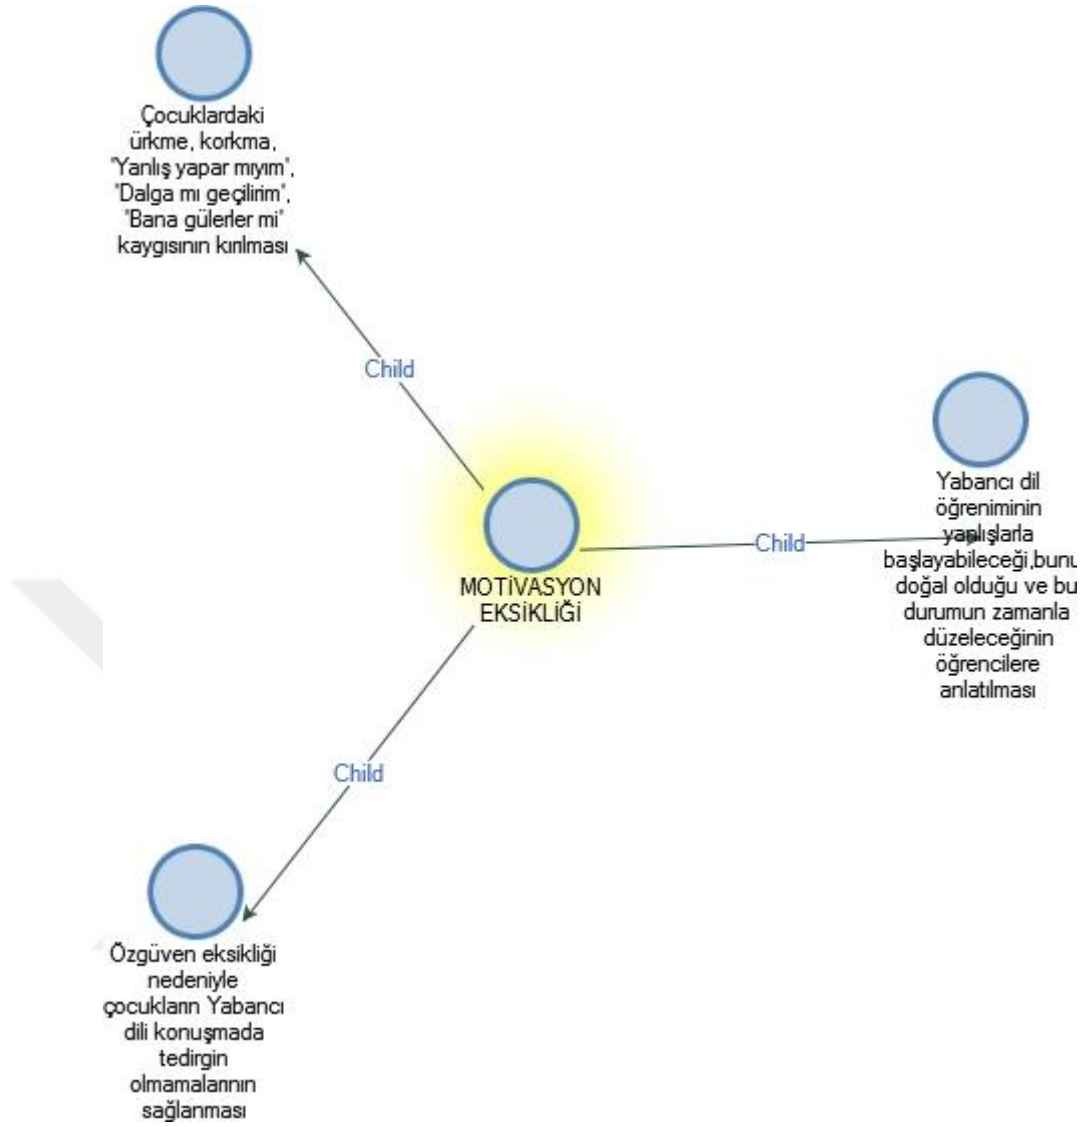 Çocuklardaki
ürkme, korkma,
"Yanlış yapar mıyım",
"Dalga mı geçilirim",
"Bana gülerler mi"
kaygısının kırılması
Child
Yabancı dil
öğreniminin
yanlışlarla
başlayabileceği,bunu
doğal olduğu ve bu
durumun zamanla
düzeleceğinin
öğrencilere
anlatılması
Child
MOTİVASYON
EKSİKLİĞİ
Child
Özgüven eksikliği
nedeniyle
çocukların Yabancı
dili konuşmada
tedirgin
olmamalarının
sağlanması